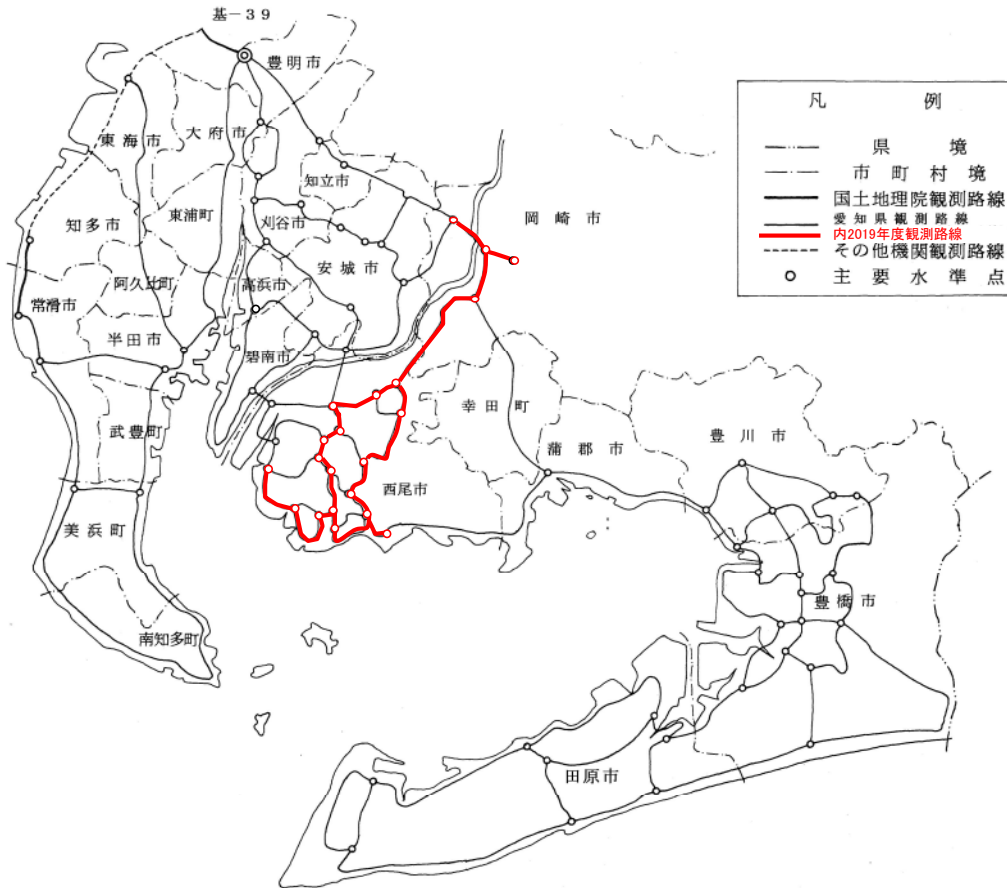 基－39
豊明市
大府市
東海市
知立市
知多市
東浦町
刈谷市
岡崎市
安城市
阿久比町
高浜市
常滑市
半田市
碧南市
幸田町
武豊町
蒲郡市
豊川市
西尾市
美浜町
豊橋市
南知多町
田原市
凡例
県境
市町村境
国土地理院観測路線
愛知県観測路線
内2019年度観測路線
その他機関観測路線
主要水準点